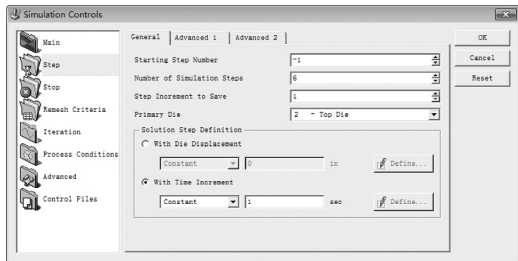 Simulation Controls
Main
Step
Stop
Remesh Criteria
Iteration
Process Conditions
Advanced
Control Files
General Advanced 1 Advanced 2
Starting Step Number -1
Number of Simulation Steps 6
Step Increment to Save 1
Primary Die 2 - Top Die
Solution Step Definition
With Die Displacement
Constant 0 in Define...
With Time Increment
Constant 1 sec Define...
OK
Cancel
Reset